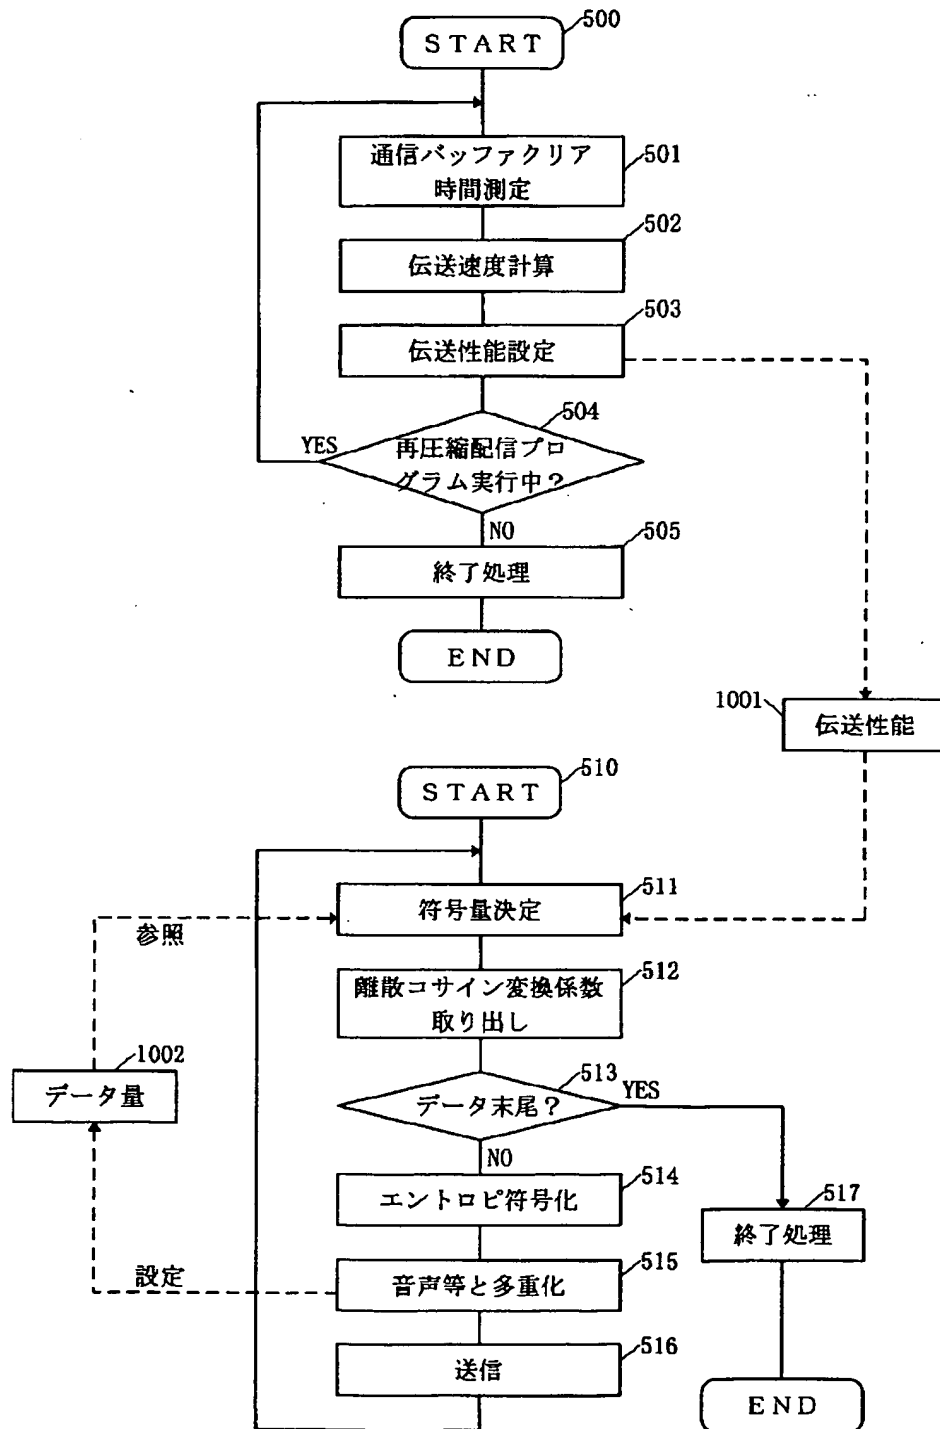 START
500
通信バッファクリア
時間測定
501
伝送速度計算
502
伝送性能設定
503
再圧縮配信プロ
グラム実行中？
504
YES
NO
終了処理
505
END
1001
伝送性能
START
510
符号量決定
511
参照
離散コサイン変換係数
取り出し
512
1002
データ量
データ末尾？
513
YES
NO
エントロピ符号化
514
終了処理
517
設定
音声等と多重化
515
送信
516
END